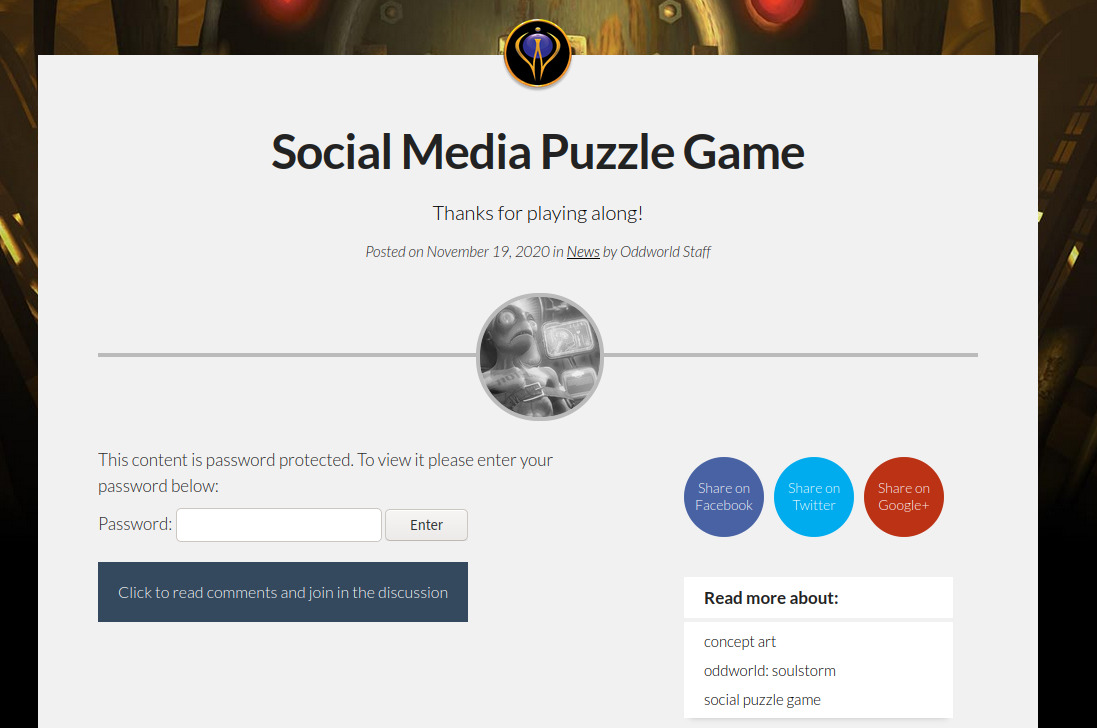 Social Media Puzzle Game
Thanks for playing along!
Posted on November 19, 2020 in News by Oddworld Staff
This content is password protected. To view it please enter your
password below:
Password:
Enter
Click to read comments and join in the discussion
Share on
Facebook
Share on
Twitter
Share on
Google+
Read more about:
concept art
oddworld: soulstorm
social puzzle game